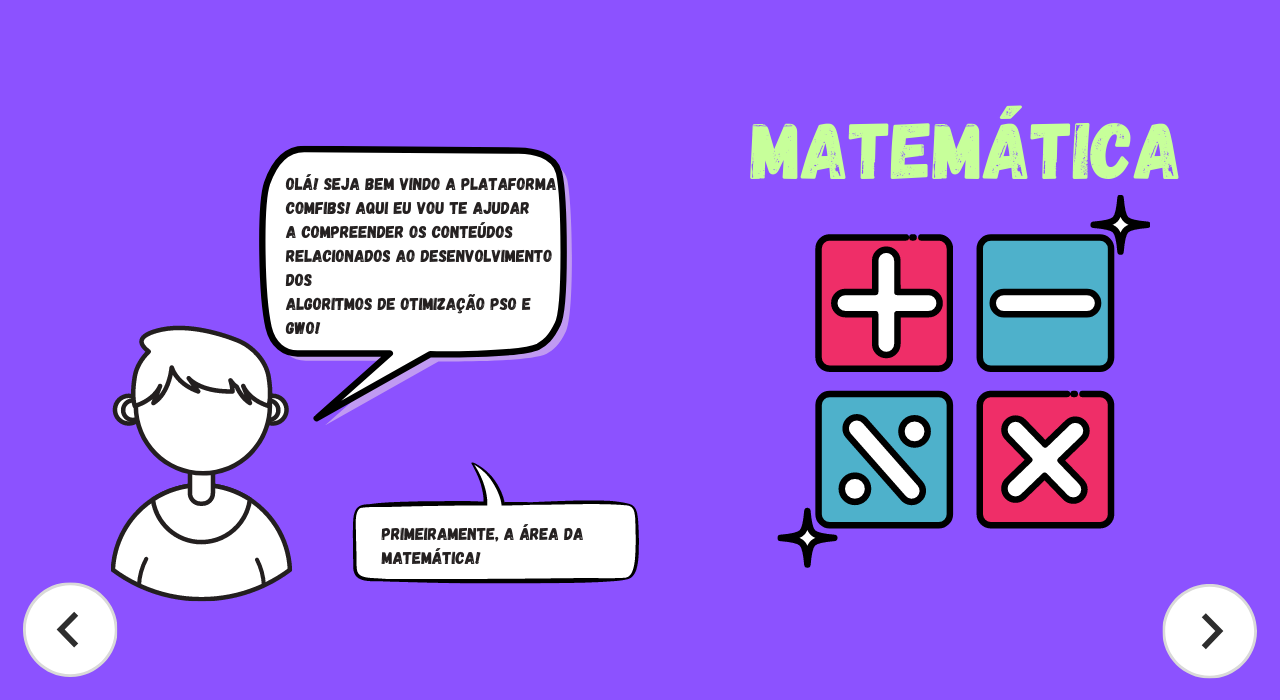 OLÁ! SEJA BEM VINDO A PLATAFORMA
COMFIBS! AQUI EU VOU TE AJUDAR
A COMPREENDER OS CONTEÚDOS
RELACIONADOS AO DESENVOLVIMENTO
DOS
ALGORITMOS DE OTIMIZAÇÃO PSO E
GWO!
PRIMEIRAMENTE, A ÁREA DA
MATEMÁTICA!
MATEMÁTICA